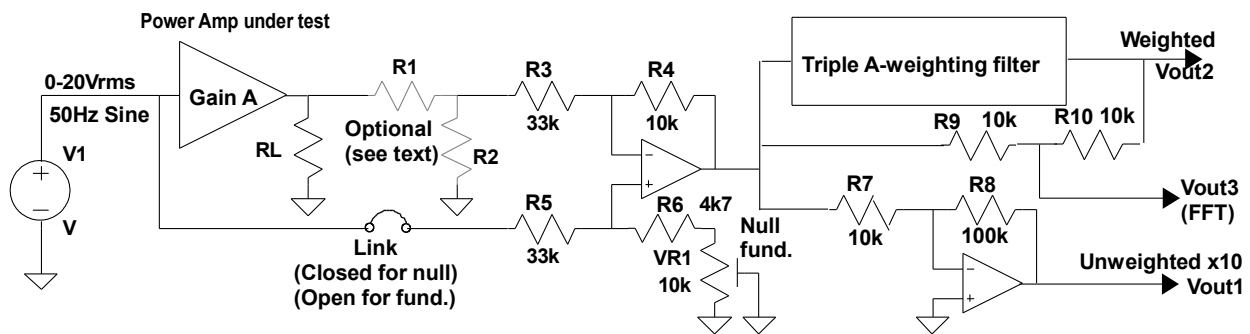 Power Amp under test
0-20Vrms
50Hz Sine
V1
+
−
V
Gain A
RL
R1
Optional
(see text)
R2
R3
33k
R4
10k
−
+
Link
(Closed for null)
(Open for fund.)
R5
33k
R6
4k7
VR1
10k
Null
fund.
Triple A-weighting filter
Weighted
Vout2
R9
10k
R10
10k
Vout3
(FFT)
R7
10k
R8
100k
−
+
Unweighted x10
Vout1